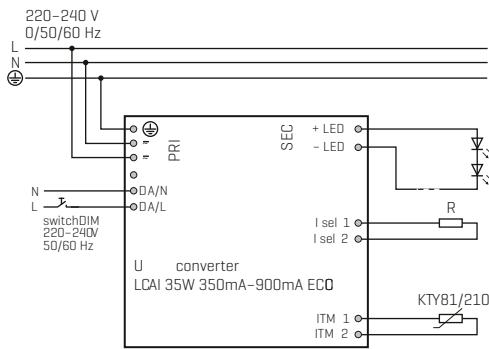 220-240 V
0/50/60 Hz
L
N
PRI
SEC
+ LED
- LED
N
DA/N
L
DA/L
switchDIM
220-240V
50/60 Hz
I sel 1
I sel 2
R
U converter
LCAI 35W 350mA-900mA ECO
KTY81/210
ITM 1
ITM 2